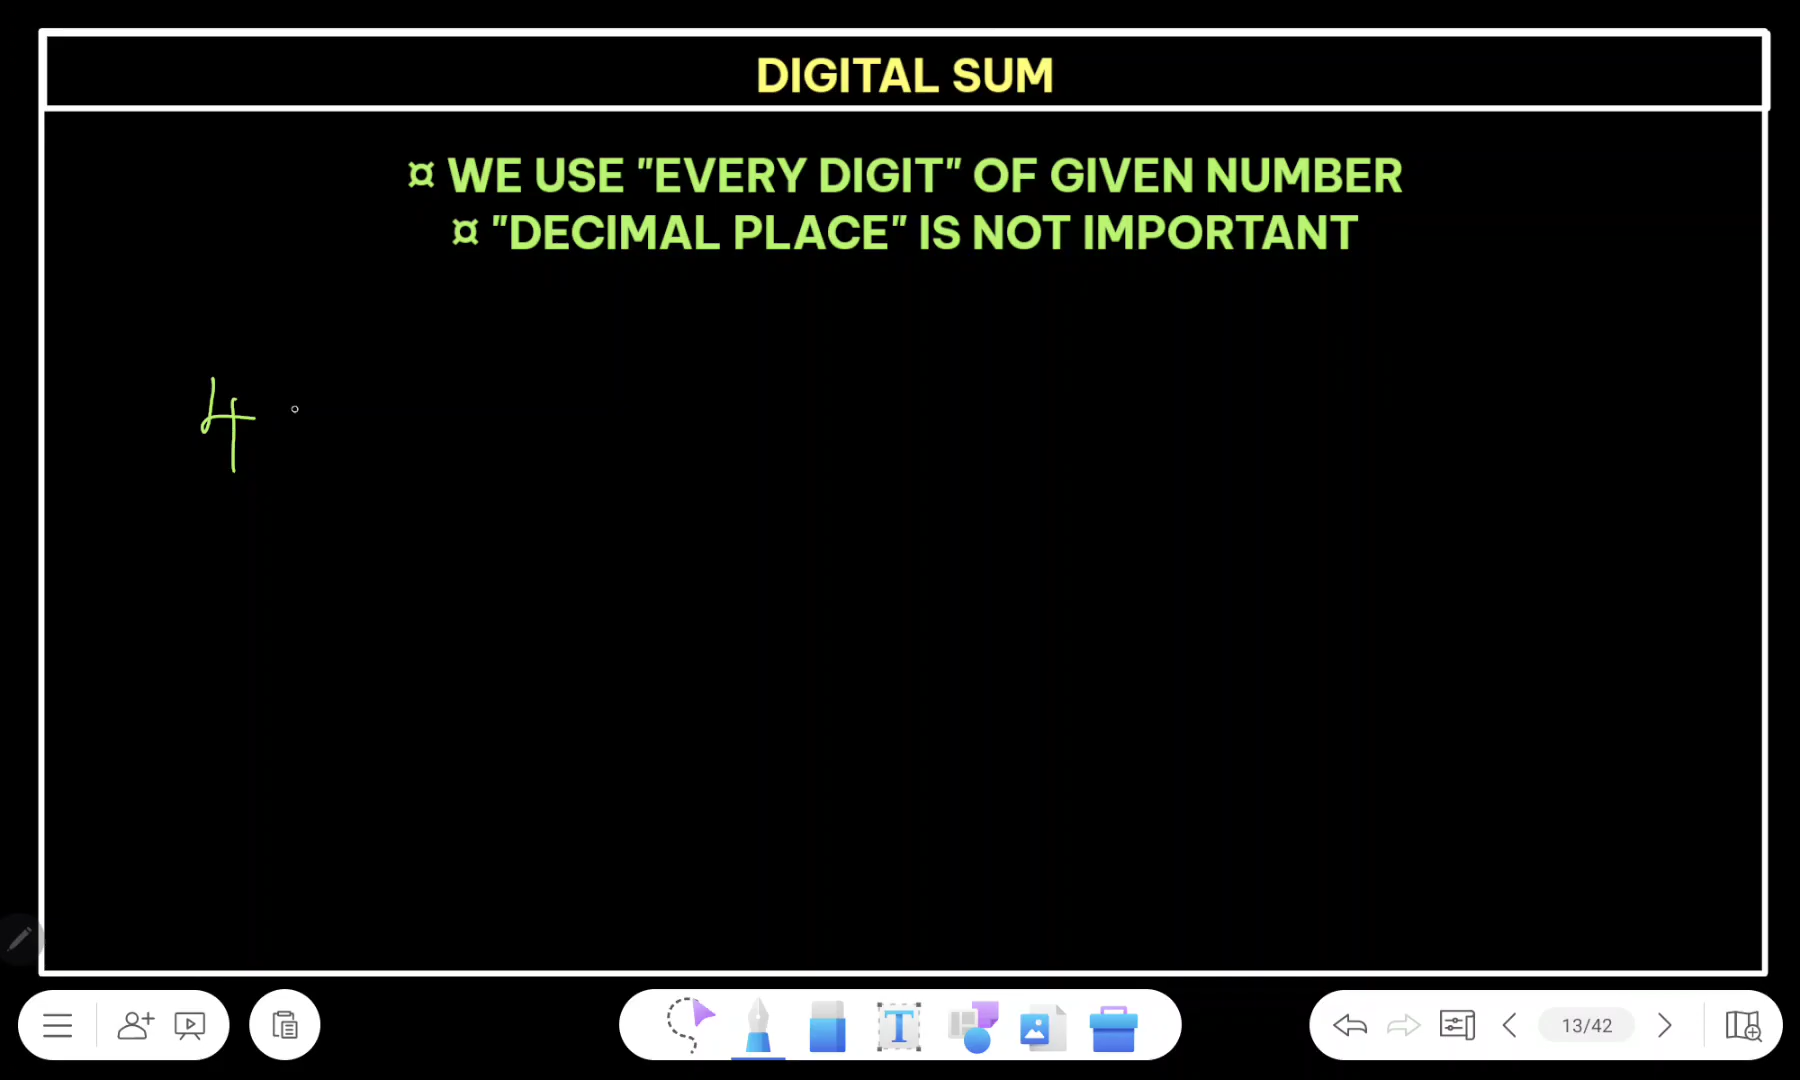 DIGITAL SUM
¤ WE USE "EVERY DIGIT" OF GIVEN NUMBER
¤ "DECIMAL PLACE" IS NOT IMPORTANT
4
T
13/42